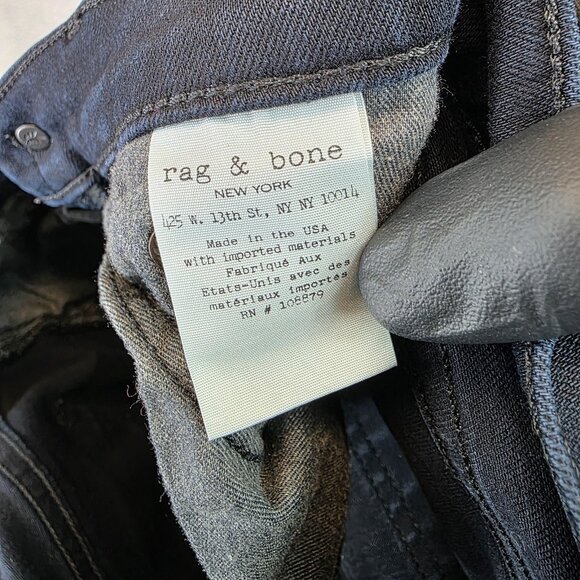 rag & bone
NEW YORK
425 W. 13th St, NY NY 10014
Made in the USA
with imported materials
Fabriqué Aux
Etats-Unis avec des
matériaux importés
RN # 108879